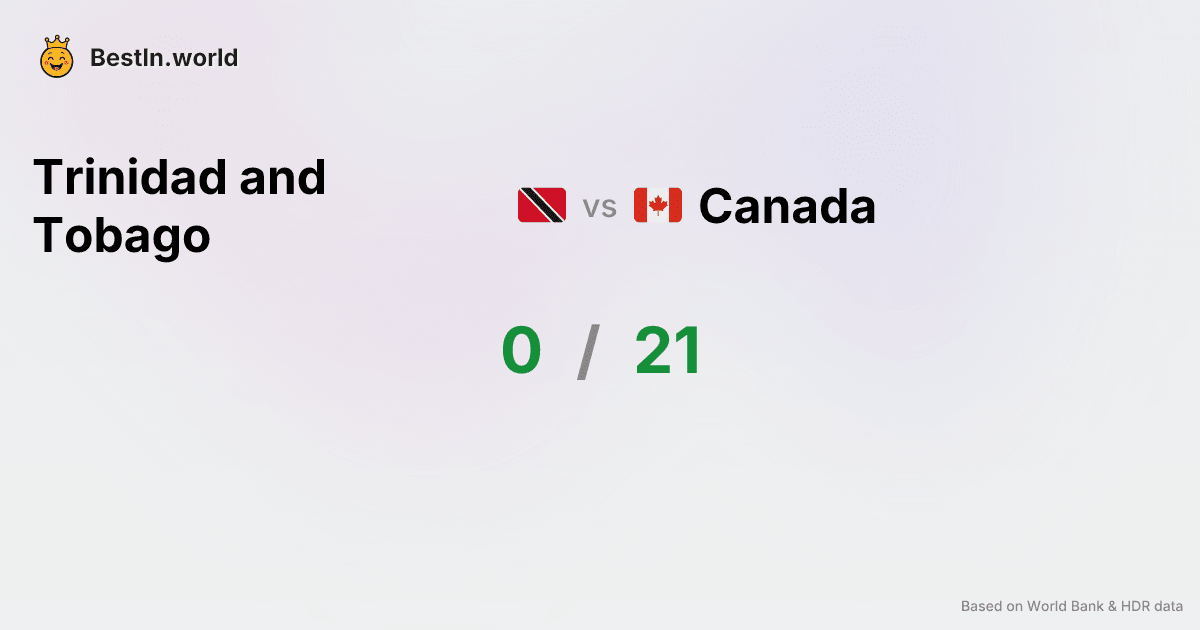 BestIn.world
Trinidad and
Tobago
vs Canada
0 / 21
Based on World Bank & HDR data